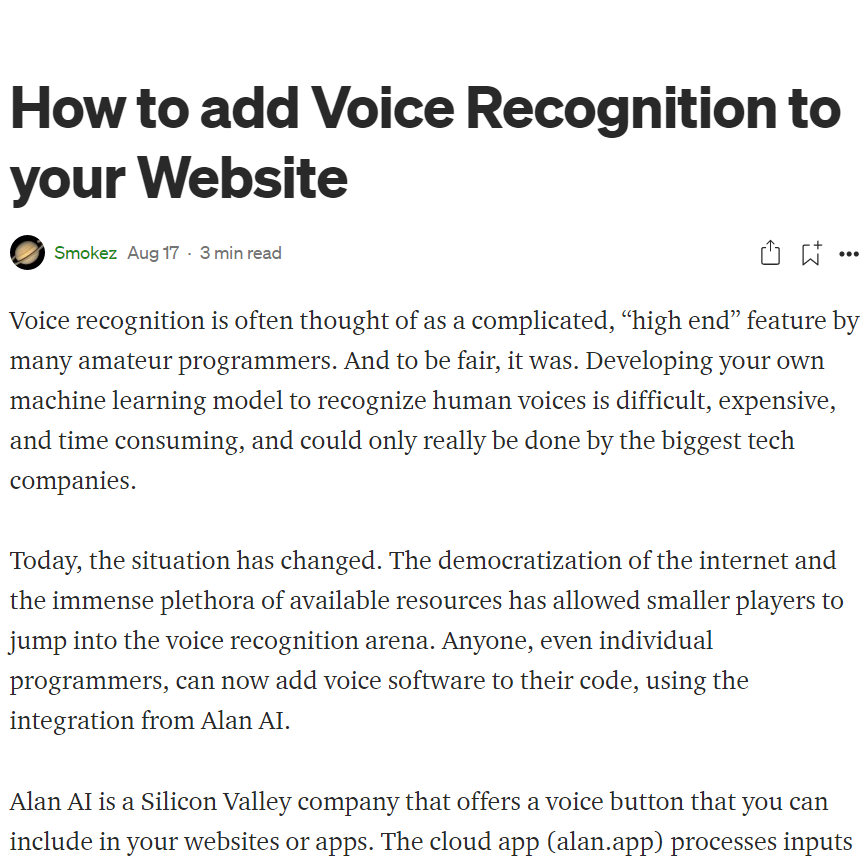 How to add Voice Recognition to
your Website
Smokez Aug 17 · 3 min read
Voice recognition is often thought of as a complicated, “high end” feature by
many amateur programmers. And to be fair, it was. Developing your own
machine learning model to recognize human voices is difficult, expensive,
and time consuming, and could only really be done by the biggest tech
companies.
Today, the situation has changed. The democratization of the internet and
the immense plethora of available resources has allowed smaller players to
jump into the voice recognition arena. Anyone, even individual
programmers, can now add voice software to their code, using the
integration from Alan AI.
Alan AI is a Silicon Valley company that offers a voice button that you can
include in your websites or apps. The cloud app (alan.app) processes inputs